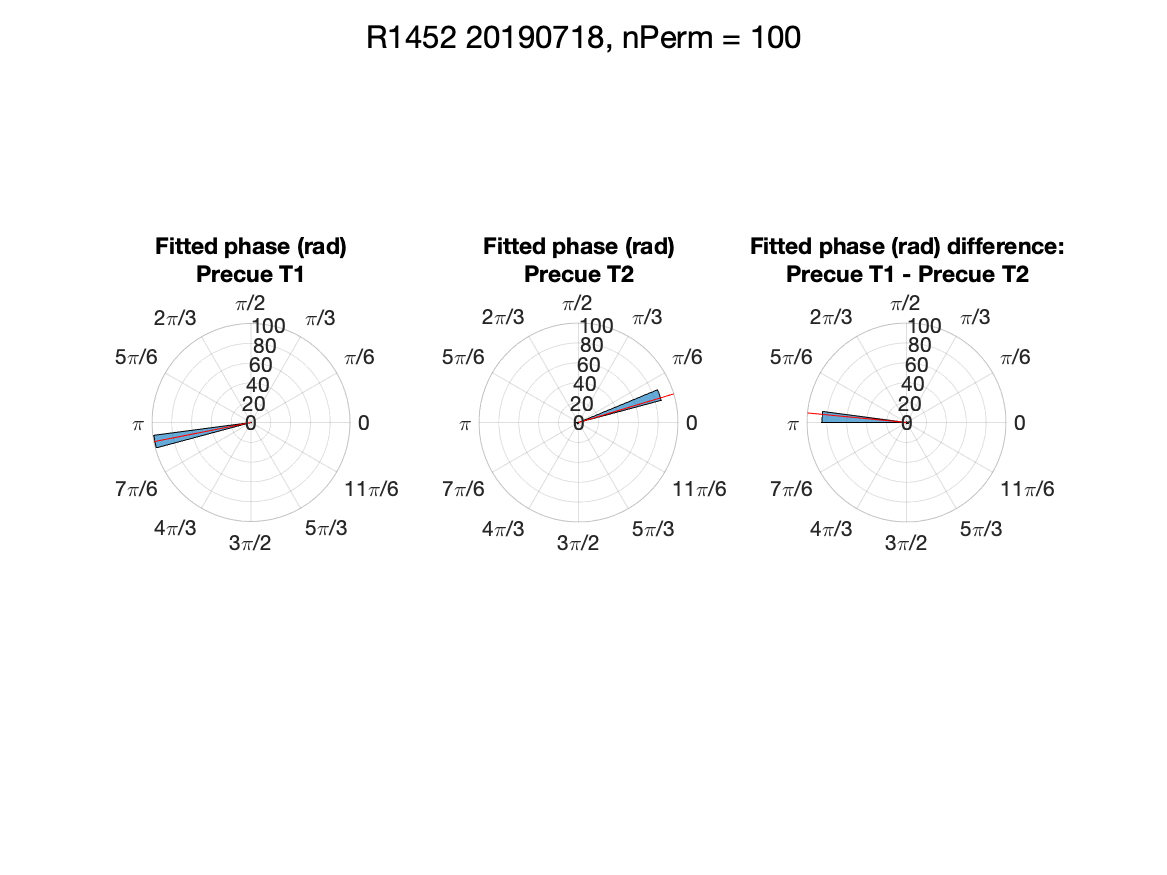 R1452 20190718, nPerm = 100
Fitted phase (rad)
Precue T1
π/2
2π/3
π/3
5π/6
π/6
π
0
7π/6
11π/6
4π/3
5π/3
3π/2
100
80
60
40
20
0
Fitted phase (rad)
Precue T2
π/2
2π/3
π/3
5π/6
π/6
π
0
7π/6
11π/6
4π/3
5π/3
3π/2
100
80
60
40
20
0
Fitted phase (rad) difference:
Precue T1 - Precue T2
π/2
2π/3
π/3
5π/6
π/6
π
0
7π/6
11π/6
4π/3
5π/3
3π/2
100
80
60
40
20
0